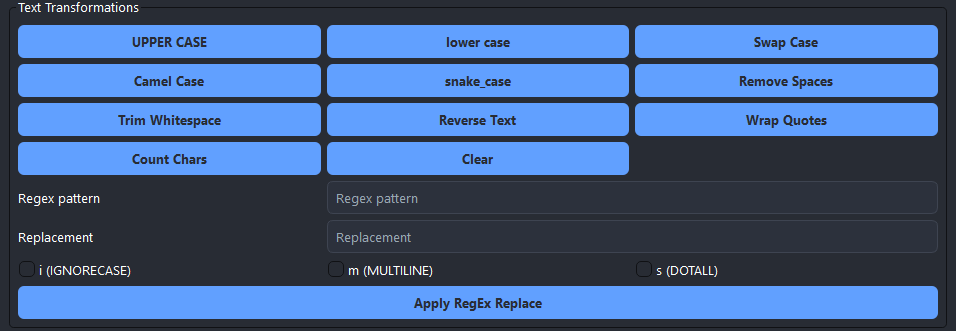 Text Transformations
UPPER CASE lower case Swap Case
Camel Case snake_case Remove Spaces
Trim Whitespace Reverse Text Wrap Quotes
Count Chars Clear
Regex pattern Regex pattern
Replacement Replacement
i (IGNORECASE) m (MULTILINE) s (DOTALL)
Apply RegEx Replace